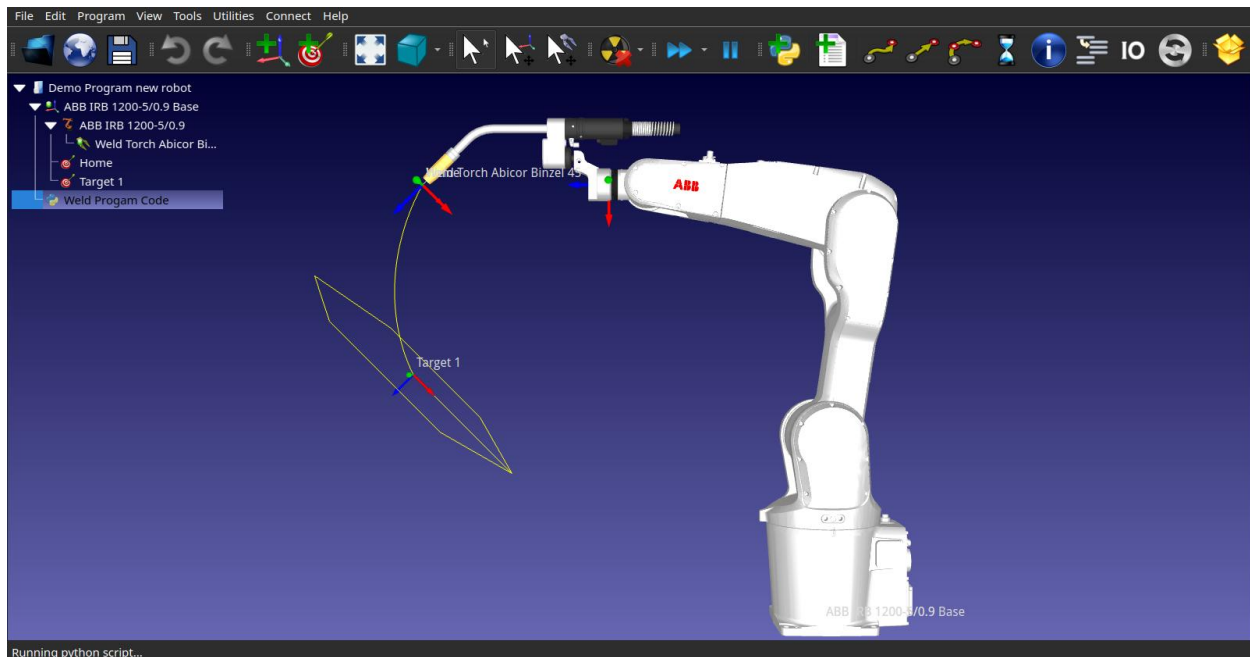 File Edit Program View Tools Utilities Connect Help
IO
Demo Program new robot
ABB IRB 1200-5/0.9 Base
ABB IRB 1200-5/0.9
Weld Torch Abicor Bi...
Home
Target 1
Weld Progam Code
Torch Abicor Binzel 45
ABB
Target 1
ABB IRB 1200-5/0.9 Base
Running python script...